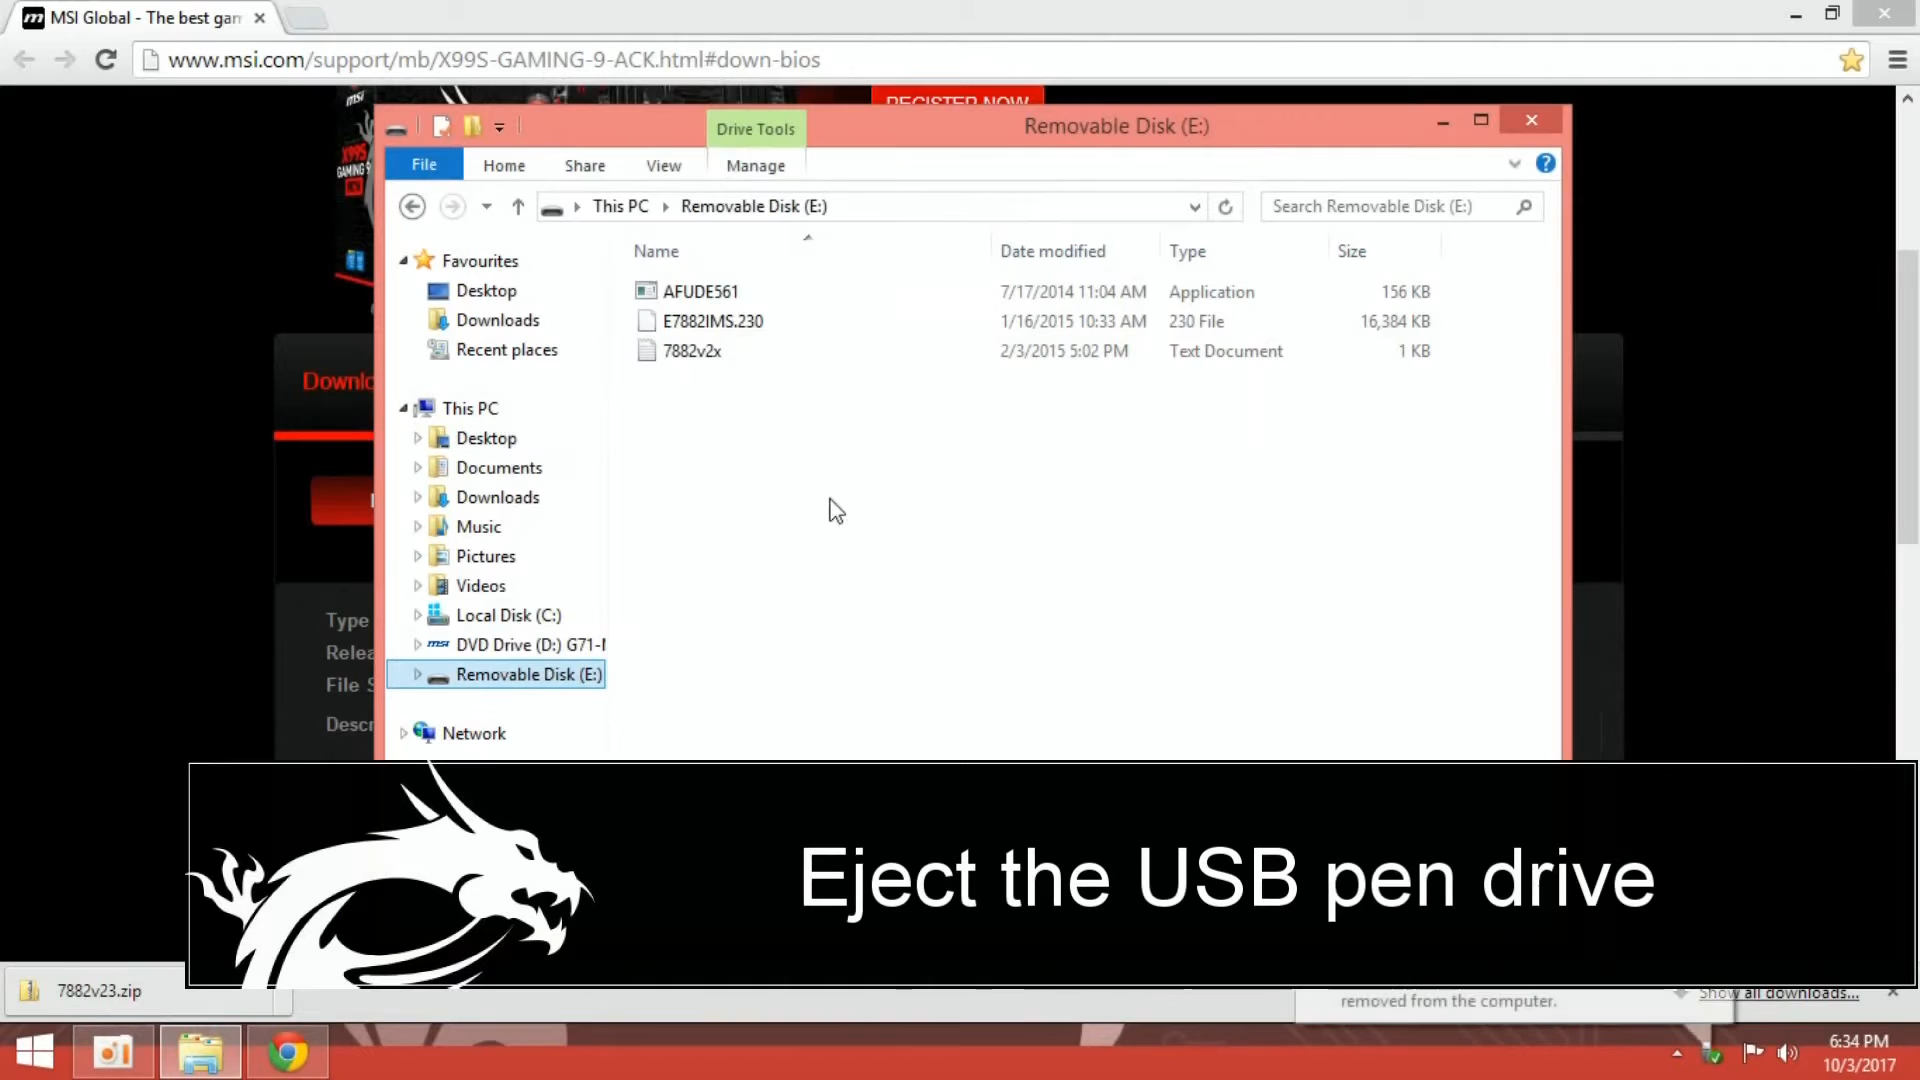 MSI Global - The best gam
www.msi.com/support/mb/X99S-GAMING-9-ACK.html#down-bios
REGISTER NOW
msi
X99S
GAMING 9
Drive Tools
Removable Disk (E:)
File
Home
Share
View
Manage
This PC
Removable Disk (E:)
Search Removable Disk (E:)
Name
Date modified
Type
Size
AFUDE561
7/17/2014 11:04 AM
Application
156 KB
E7882IMS.230
1/16/2015 10:33 AM
230 File
16,384 KB
7882v2x
2/3/2015 5:02 PM
Text Document
1 KB
Favourites
Desktop
Downloads
Recent places
This PC
Desktop
Documents
Downloads
Music
Pictures
Videos
Local Disk (C:)
msi DVD Drive (D:) G71-M
Removable Disk (E:)
Network
Downlo
Type
Relea
File S
Descr
Eject the USB pen drive
7882v23.zip
removed from the computer.
Show all downloads...
6:34 PM
10/3/2017